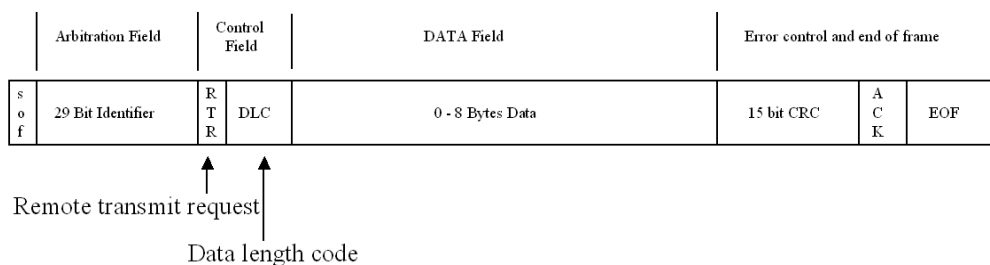 Arbitration Field
Control
Field
DATA Field
Error control and end of frame
s
o
f
29 Bit Identifier
R
T
R
DLC
0 - 8 Bytes Data
15 bit CRC
A
C
K
EOF
Remote transmit request
Data length code